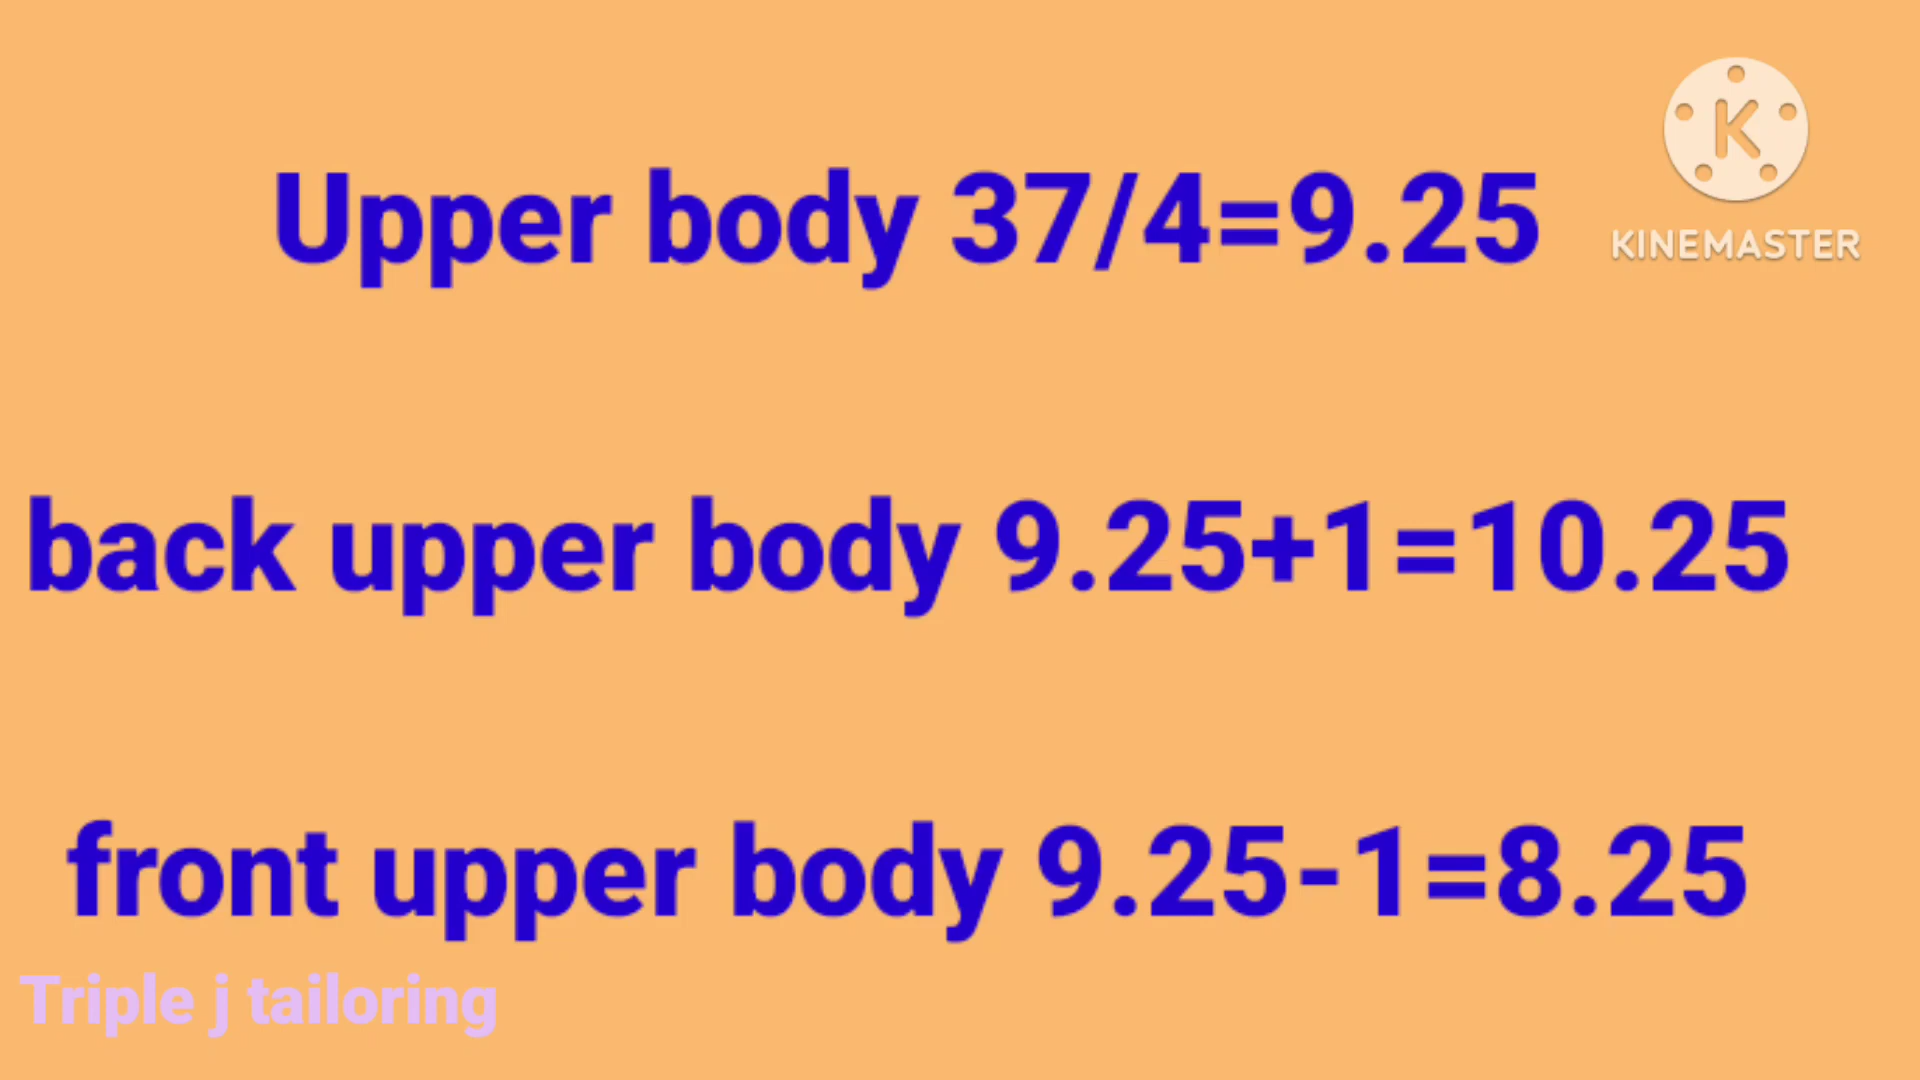 Upper body 37/4=9.25
K
KINEMASTER
back upper body 9.25+1=10.25
front upper body 9.25-1=8.25
Triple j tailoring